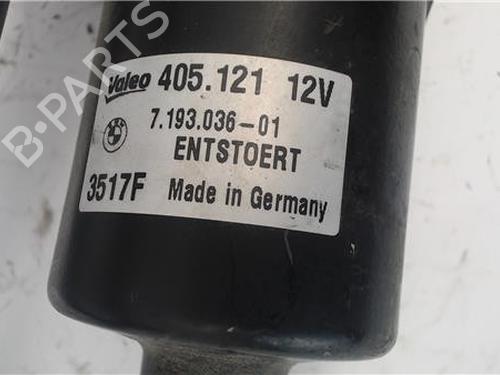 B-Parts
Valeo 405.121 12V
7.193.036-01
ENTSTOERT
3517F Made in Germany